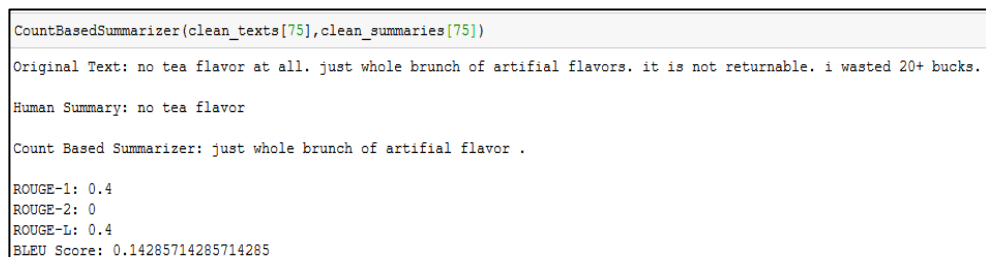 CountBasedSummarizer(clean_texts[75],clean_summaries[75])
Original Text: no tea flavor at all. just whole brunch of artifial flavors. it is not returnable. i wasted 20+ bucks.
Human Summary: no tea flavor
Count Based Summarizer: just whole brunch of artifial flavor .
ROUGE-1: 0.4
ROUGE-2: 0
ROUGE-L: 0.4
BLEU Score: 0.14285714285714285